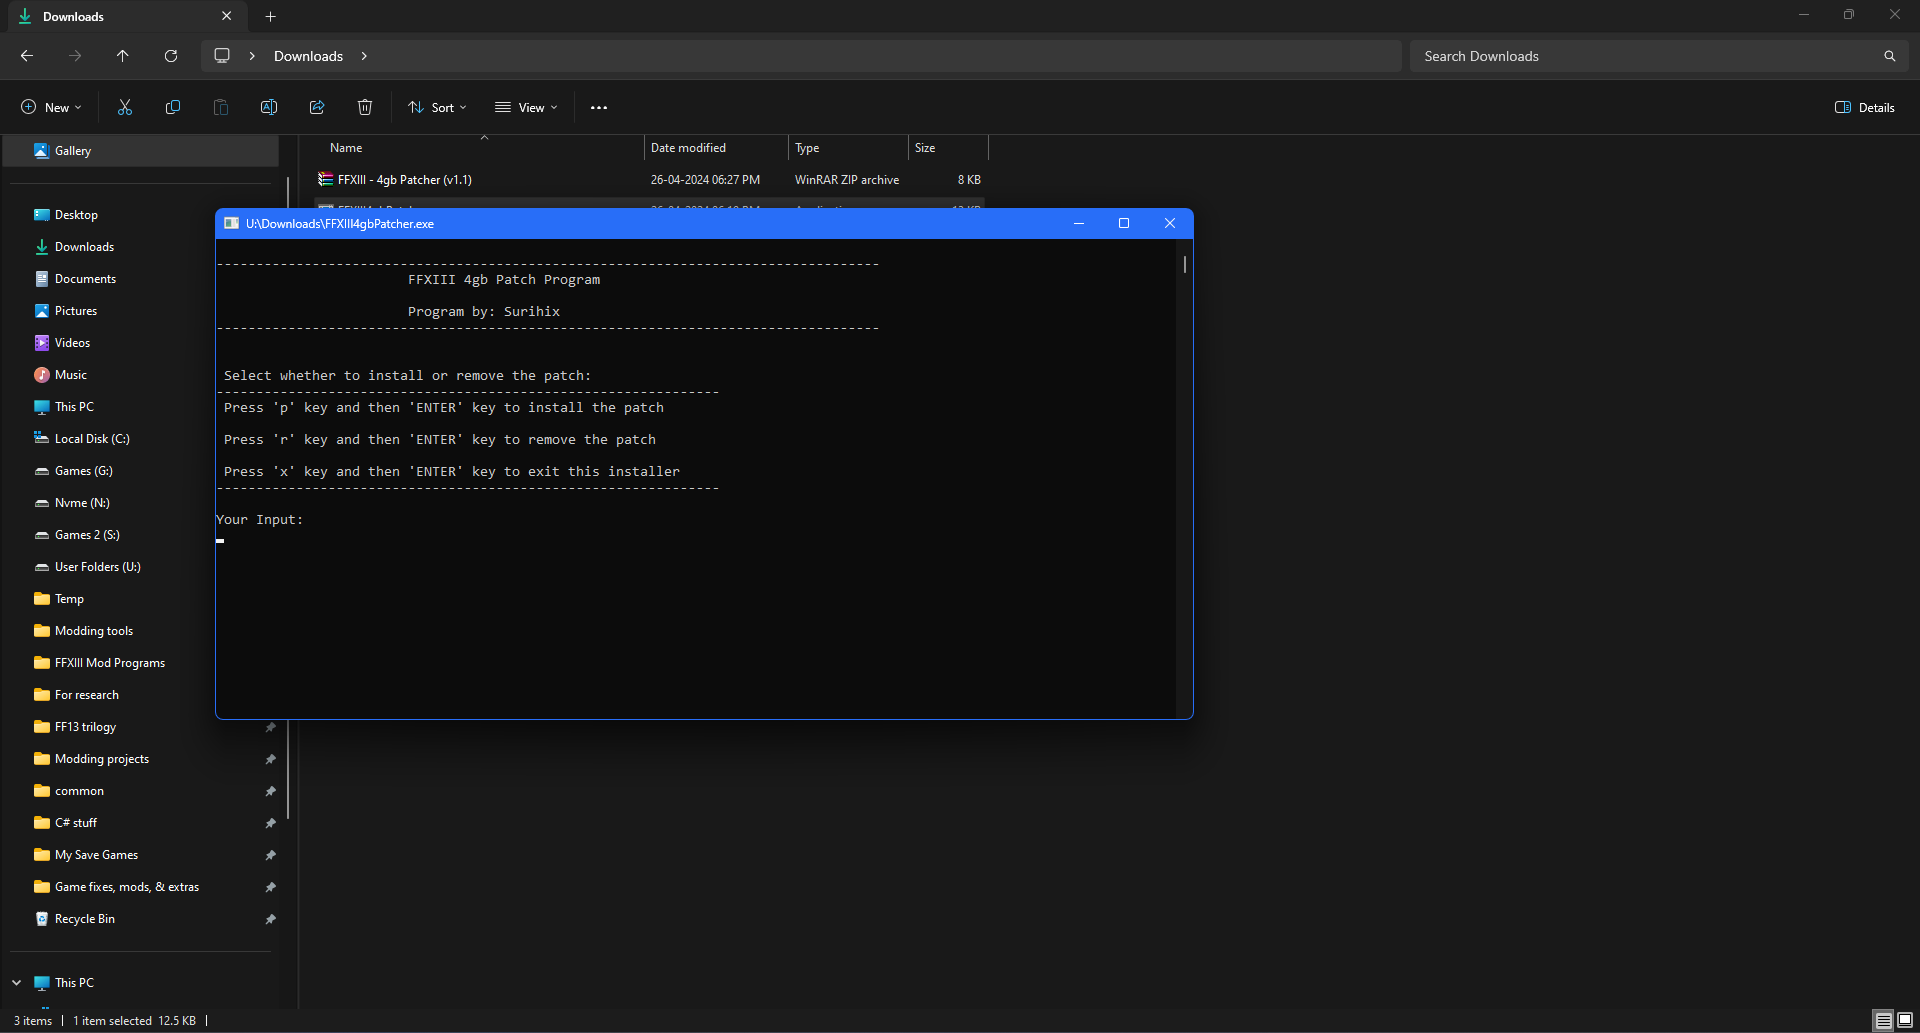 Downloads
Downloads
Search Downloads
New
Sort
View
Details
Gallery
Desktop
Downloads
Documents
Pictures
Videos
Music
This PC
Local Disk (C:)
Games (G:)
Nvme (N:)
Games 2 (S:)
User Folders (U:)
Temp
Modding tools
FFXIII Mod Programs
For research
FF13 trilogy
Modding projects
common
C# stuff
My Save Games
Game fixes, mods, & extras
Recycle Bin
This PC
Name Date modified Type Size
FFXIII - 4gb Patcher (v1.1) 26-04-2024 06:27 PM WinRAR ZIP archive 8 KB
U:\Downloads\FFXIII4gbPatcher.exe
-----------------------------------------------------------------------------------
FFXIII 4gb Patch Program
Program by: Surihix
-----------------------------------------------------------------------------------
Select whether to install or remove the patch:
---------------------------------------------------------------
Press 'p' key and then 'ENTER' key to install the patch
Press 'r' key and then 'ENTER' key to remove the patch
Press 'x' key and then 'ENTER' key to exit this installer
---------------------------------------------------------------
Your Input:
3 items | 1 item selected 12.5 KB |